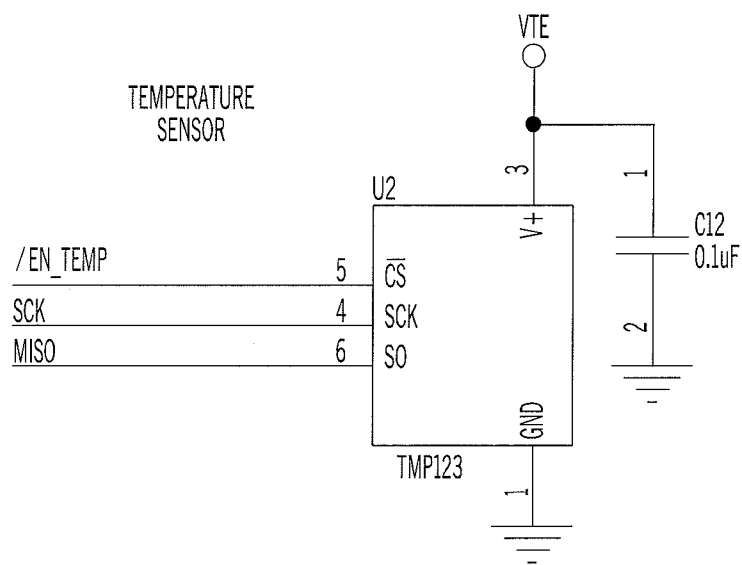 VTE
TEMPERATURE
SENSOR
3
1
U2
V+
C12
0.1uF
/EN_TEMP
5
CS
SCK
4
SCK
2
MISO
6
SO
GND
TMP123
1